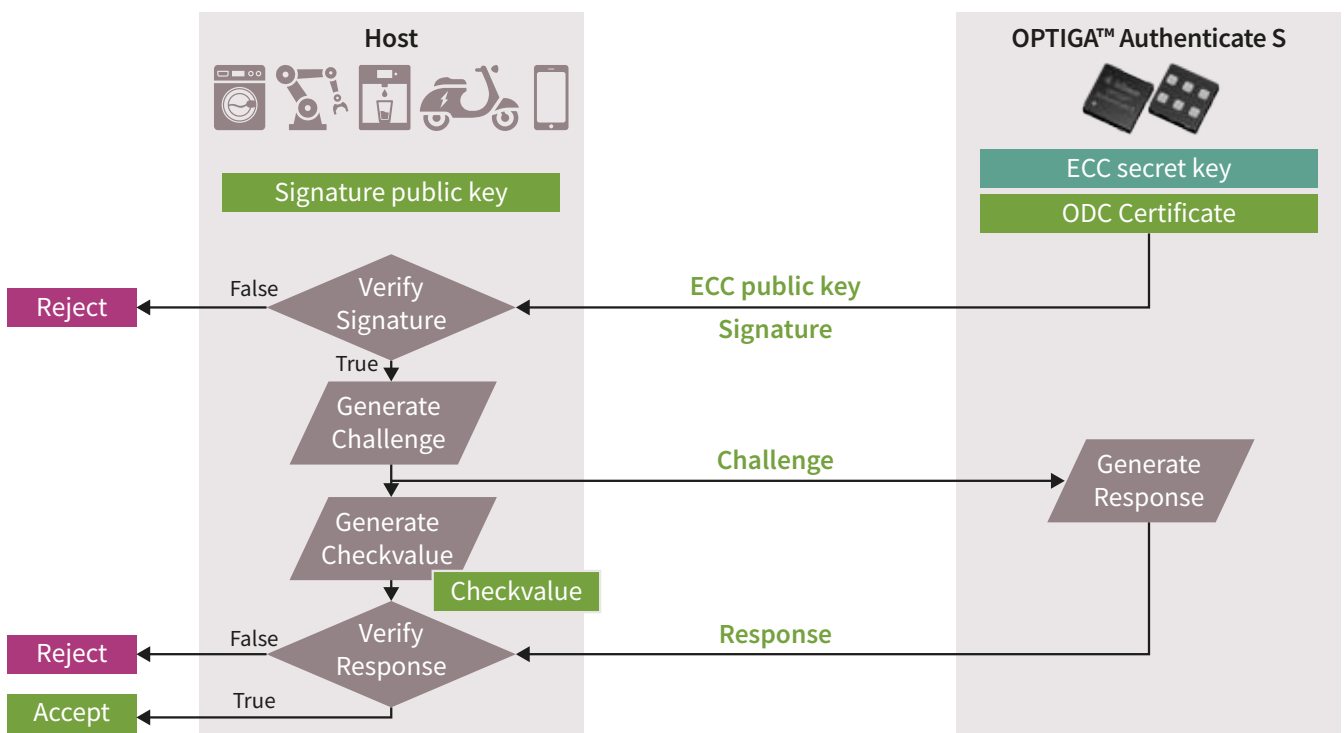 Host
OPTIGA™ Authenticate S
Signature public key
ECC secret key
ODC Certificate
Reject
False
Verify
Signature
ECC public key
Signature
True
Generate
Challenge
Challenge
Generate
Response
Generate
Checkvalue
Checkvalue
Reject
False
Verify
Response
Response
Accept
True